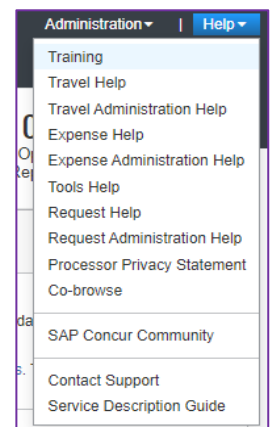 Administration | Help
Training
Travel Help
Travel Administration Help
Expense Help
Expense Administration Help
Tools Help
Request Help
Request Administration Help
Processor Privacy Statement
Co-browse
SAP Concur Community
Contact Support
Service Description Guide